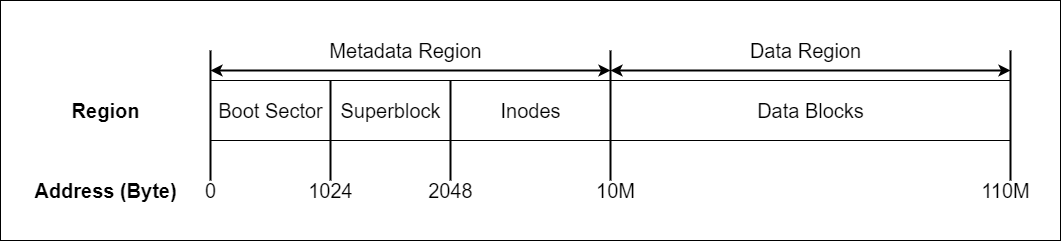 Metadata Region Data Region
Region Boot Sector Superblock Inodes Data Blocks
Address (Byte) 0 1024 2048 10M 110M